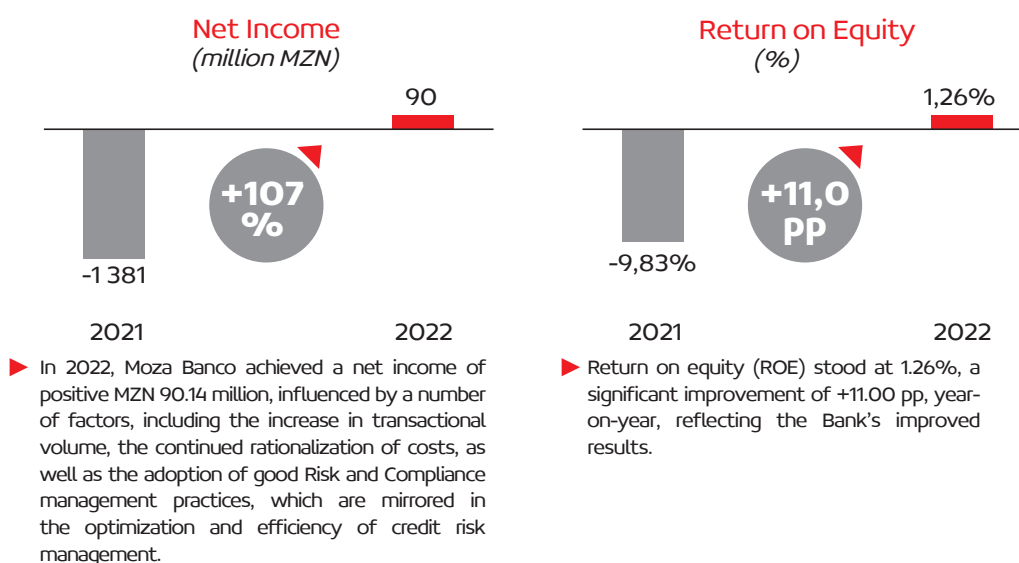 Net Income
(million MZN)
90
+107
%
-1 381
2021
2022
In 2022, Moza Banco achieved a net income of
positive MZN 90.14 million, influenced by a number
of factors, including the increase in transactional
volume, the continued rationalization of costs, as
well as the adoption of good Risk and Compliance
management practices, which are mirrored in
the optimization and efficiency of credit risk
management.
Return on Equity
(%)
1,26%
+11,0
pp
-9,83%
2021
2022
Return on equity (ROE) stood at 1.26%, a
significant improvement of +11.00 pp, year-
on-year, reflecting the Bank's improved
results.